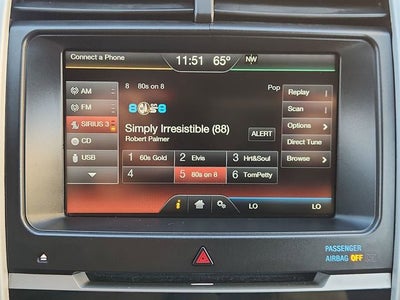 Connect a Phone 11:51 65° NW
8 80s on 8 Pop
AM
FM
SIRIUS 3
CD
USB
8 8
Simply Irresistible (88)
Robert Palmer
ALERT
Replay
Scan
Options
Direct Tune
Browse
1 60s Gold 2 Elvis 3 Hrt&Soul
4 5 80s on 8 6 TomPetty
i LO LO
PASSENGER
AIRBAG OFF